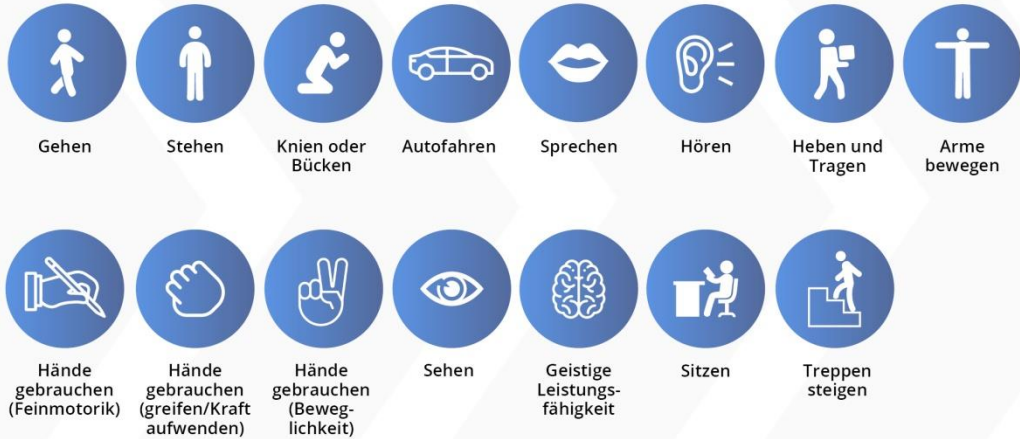 Gehen
Stehen
Knien oder
Bücken
Autofahren
Sprechen
Hören
Heben und
Tragen
Arme
bewegen
Hände
gebrauchen
(Feinmotorik)
Hände
gebrauchen
(greifen/Kraft
aufwenden)
Hände
gebrauchen
(Beweg-
lichkeit)
Sehen
Geistige
Leistungs-
fähigkeit
Sitzen
Treppen
steigen